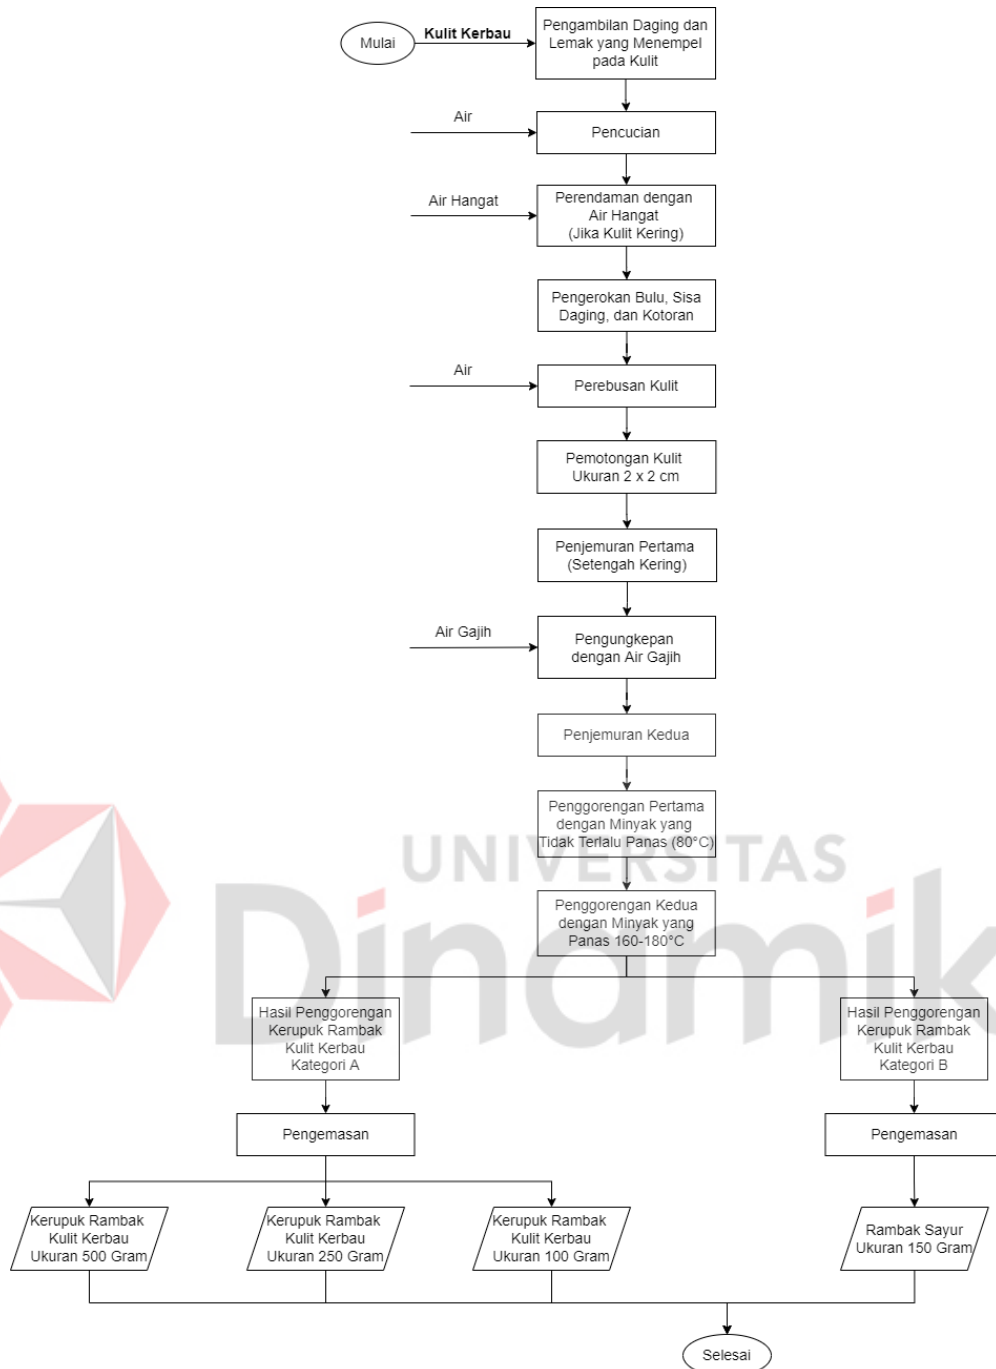 Mulai
Kulit Kerbau
Pengambilan Daging dan
Lemak yang Menempel
pada Kulit
Air
Pencucian
Air Hangat
Perendaman dengan
Air Hangat
(Jika Kulit Kering)
Pengerokan Bulu, Sisa
Daging, dan Kotoran
Air
Perebusan Kulit
Pemotongan Kulit
Ukuran 2 x 2 cm
Penjemuran Pertama
(Setengah Kering)
Air Gajih
Pengungkepan
dengan Air Gajih
Penjemuran Kedua
Penggorengan Pertama
dengan Minyak yang
Tidak Terlalu Panas (80°C)
UNIVERSITAS
Dinamik
Penggorengan Kedua
dengan Minyak yang
Panas 160-180°C
Hasil Penggorengan
Kerupuk Rambak
Kulit Kerbau
Kategori A
Hasil Penggorengan
Kerupuk Rambak
Kulit Kerbau
Kategori B
Pengemasan
Pengemasan
Kerupuk Rambak
Kulit Kerbau
Ukuran 500 Gram
Kerupuk Rambak
Kulit Kerbau
Ukuran 250 Gram
Kerupuk Rambak
Kulit Kerbau
Ukuran 100 Gram
Rambak Sayur
Ukuran 150 Gram
Selesai